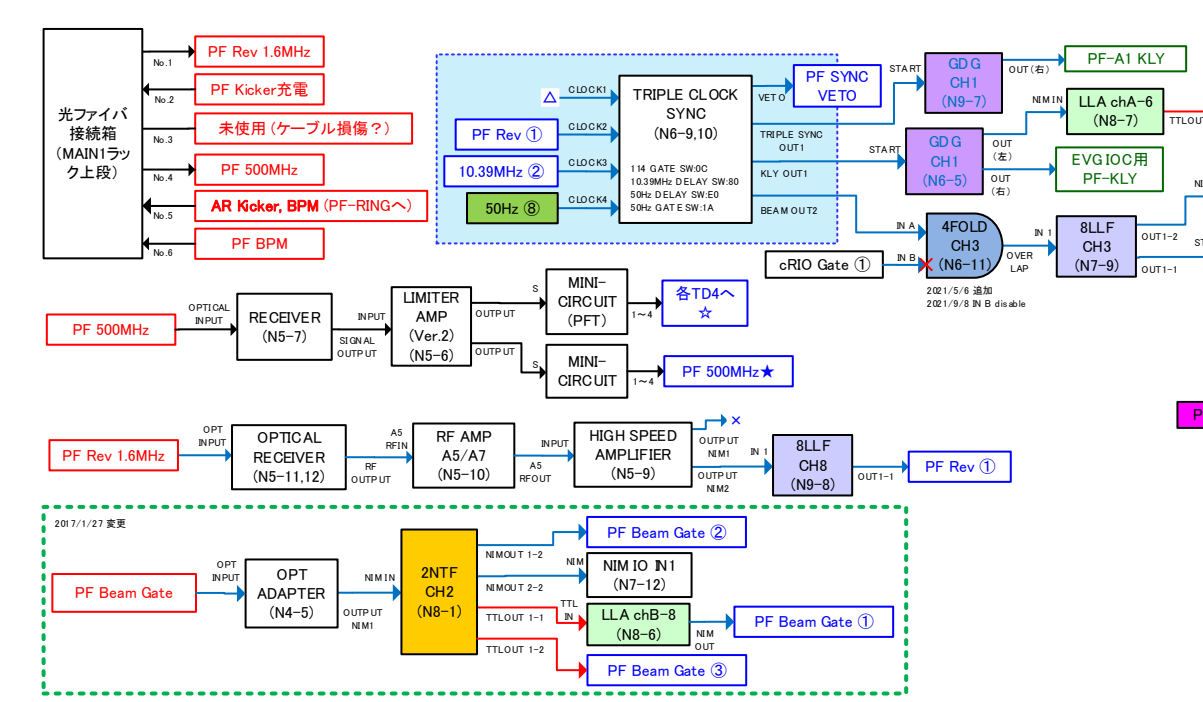 光ファイバ
接続箱
(MAIN1ラッ
ク上段)
No.1
PF Rev 1.6MHz
No.2
PF Kicker充電
No.3
未使用 (ケーブル損傷？)
No.4
PF 500MHz
No.5
AR Kicker, BPM (PF-RINGへ)
No.6
PF BPM
△
CLOCK1
PF Rev ①
CLOCK2
10.39MHz ②
CLOCK3
50Hz ⑧
CLOCK4
TRIPLE CLOCK
SYNC
(N6-9,10)
114 GATE SW:0C
10.39MHz DELAY SW:80
50Hz DELAY SW:E0
50Hz GATE SW:1A
VETO
PF SYNC
VETO
TRIPLE SYNC
OUT1
KLY OUT1
BEAM OUT2
START
GDG
CH1
(N9-7)
OUT(右)
PF-A1 KLY
START
GDG
CH1
(N6-5)
OUT
(左)
NIM IN
LLA chA-6
(N8-7)
TTLOUT
OUT
(右)
EVG IOC用
PF-KLY
cRIO Gate ①
IN A
IN B
4FOLD
CH3
(N6-11)
OVER
LAP
2021/5/6 追加
2021/9/8 IN B disable
IN 1
8LLF
CH3
(N7-9)
OUT1-2
OUT1-1
NI
ST
PF 500MHz
OPTICAL
INPUT
RECEIVER
(N5-7)
SIGNAL
OUTPUT
INPUT
LIMITER
AMP
(Ver.2)
(N5-6)
OUTPUT
OUTPUT
S
MINI-
CIRCUIT
(PFT)
1～4
各TD4へ
☆
S
MINI-
CIRCUIT
1～4
PF 500MHz★
P
PF Rev 1.6MHz
OPT
INPUT
OPTICAL
RECEIVER
(N5-11,12)
RF
OUTPUT
A5
RFIN
RF AMP
A5/A7
(N5-10)
A5
RFOUT
INPUT
HIGH SPEED
AMPLIFIER
(N5-9)
×
OUTPUT
NIM1
OUTPUT
NIM2
IN 1
8LLF
CH8
(N9-8)
OUT1-1
PF Rev ①
2017/1/27 変更
PF Beam Gate
OPT
INPUT
OPT
ADAPTER
(N4-5)
OUTPUT
NIM1
NIM IN
2NTF
CH2
(N8-1)
NIMOUT 1-2
PF Beam Gate ②
NIMOUT 2-2
NIM
NIM IO IN1
(N7-12)
TTLOUT 1-1
TTL
IN
LLA chB-8
(N8-6)
NIM
OUT
PF Beam Gate ①
TTLOUT 1-2
PF Beam Gate ③